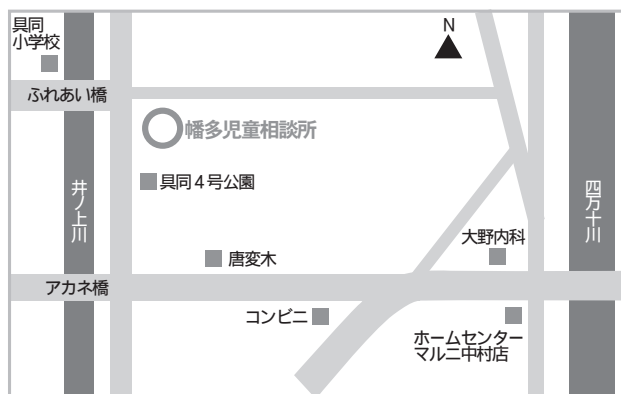 具同
小学校
N
ふれあい橋
幡多児童相談所
井ノ上川
具同4号公園
四万十川
大野内科
唐変木
アカネ橋
コンビニ
ホームセンター
マルニ中村店